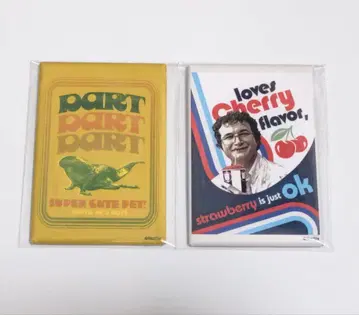 DART
DART
DART
SUPER CUTE PET!
loves
Cherry
flavor,
strawberry is just ok